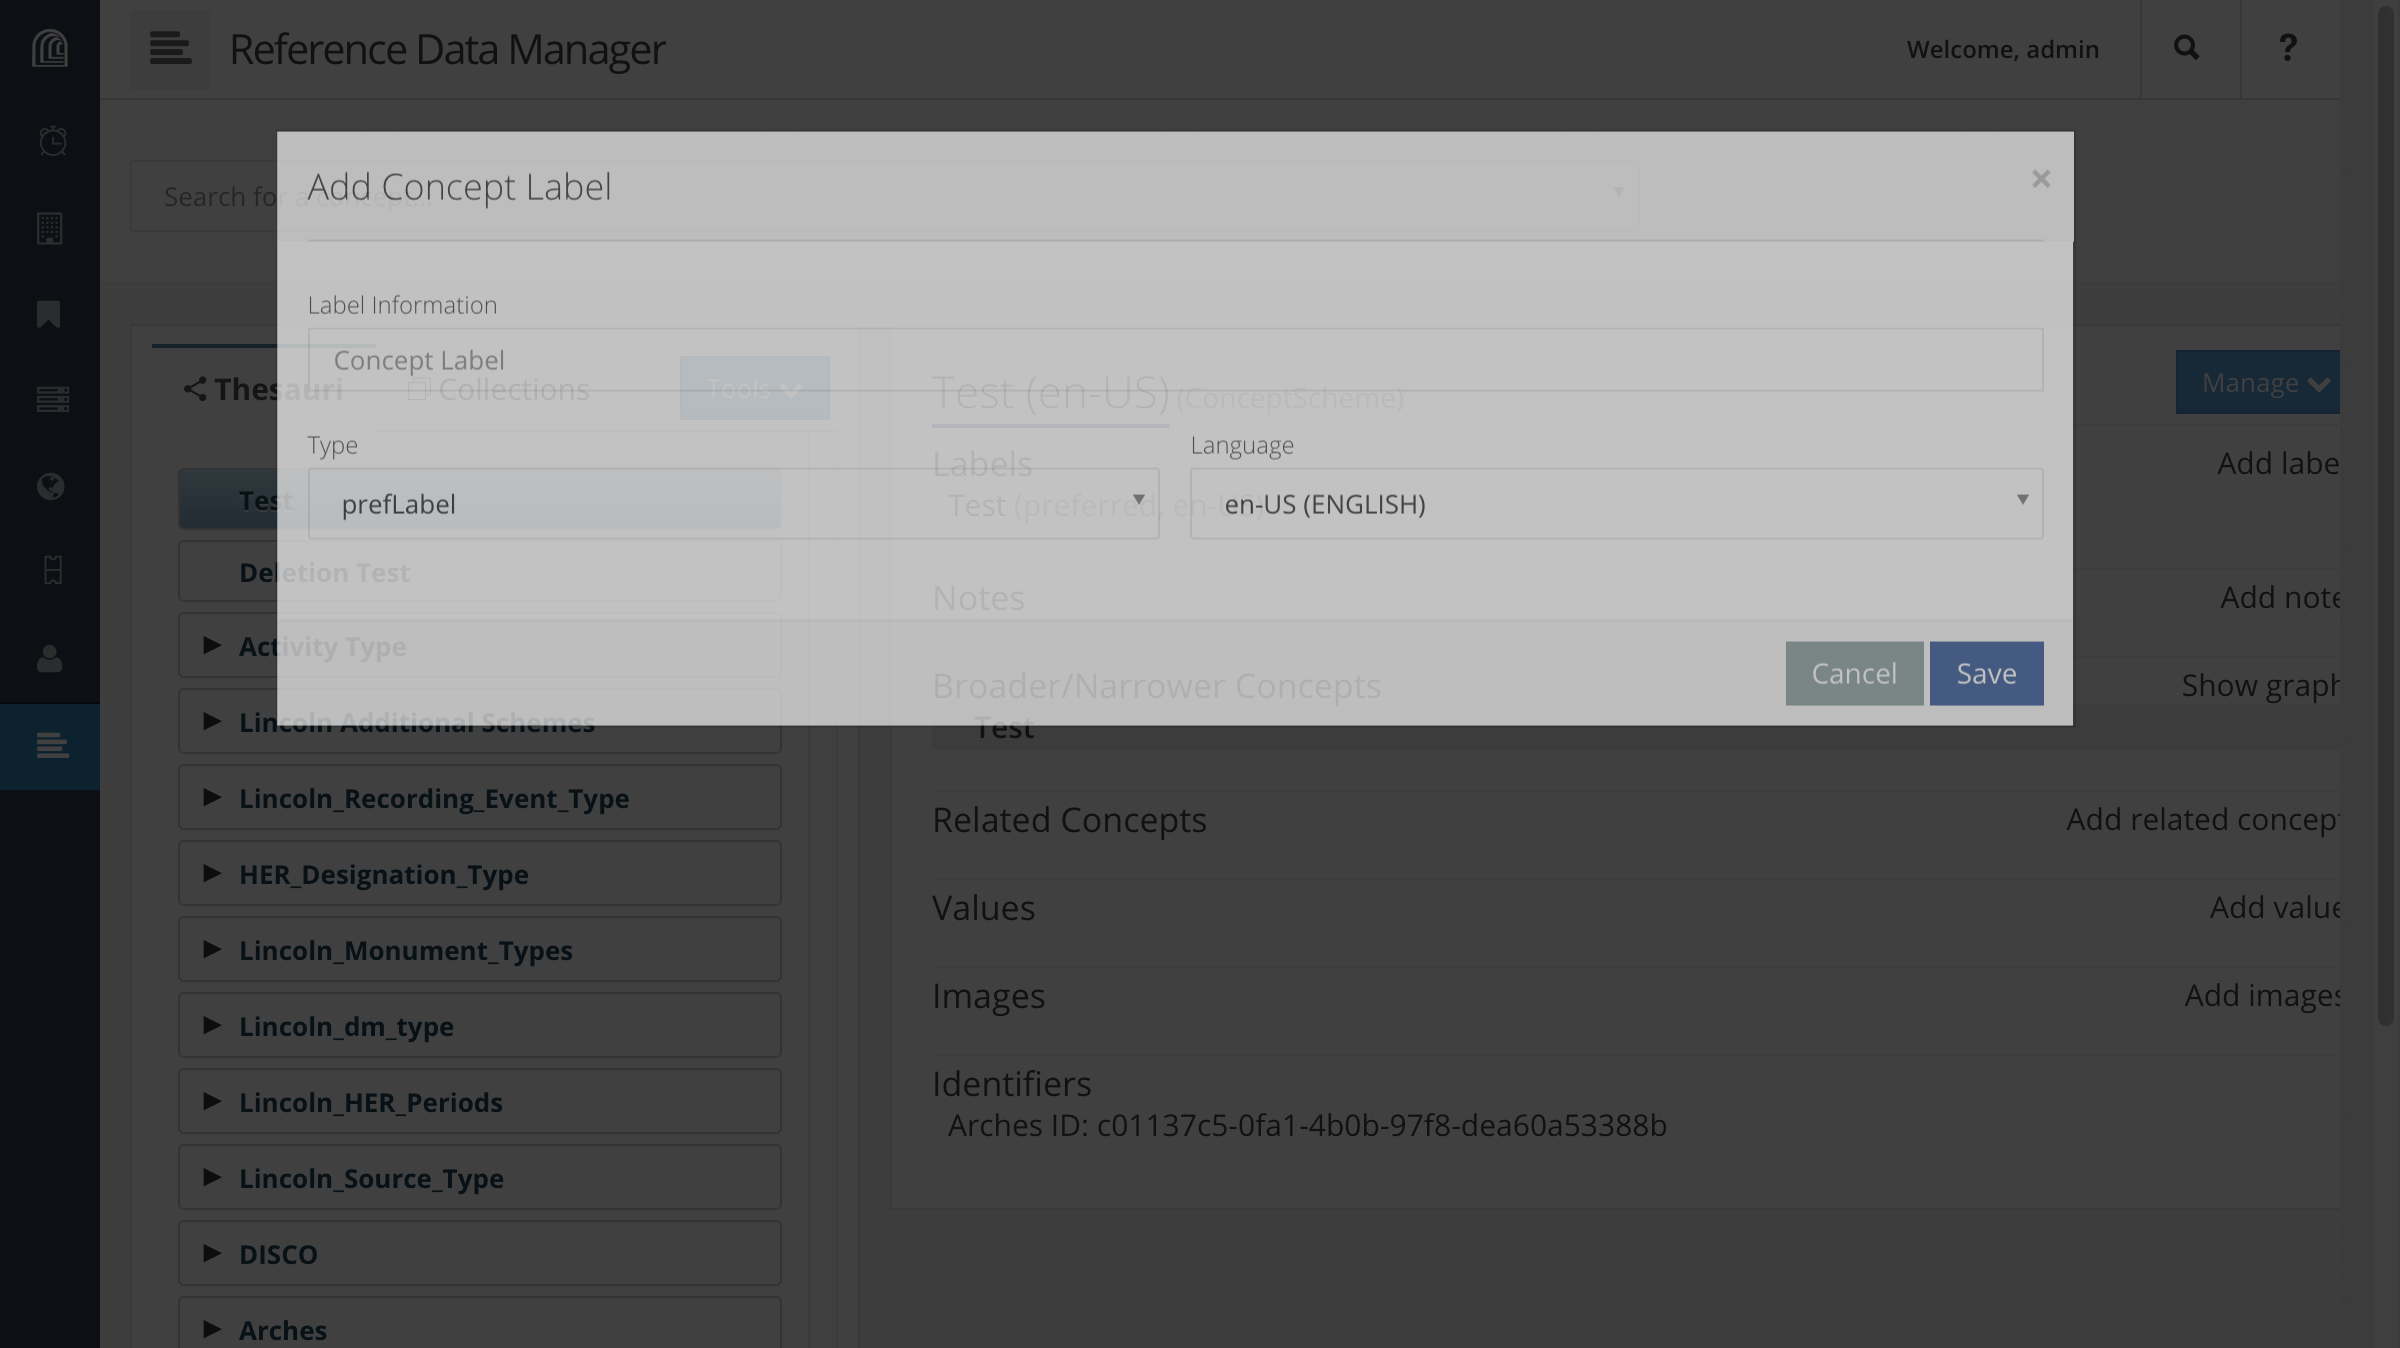 Reference Data Manager
Welcome, admin
?
Search for a concept...
Add Concept Label
×
Label Information
Concept Label
Thesauri
Collections
Tools
Test (en-US) (ConceptScheme)
Manage
Type
Language
Labels
Add labe
prefLabel
en-US (ENGLISH)
Test
Test (preferred, en-US)
Deletion Test
Notes
Add note
Activity Type
Cancel
Save
Broader/Narrower Concepts
Show graph
Lincoln Additional Schemes
Test
Lincoln_Recording_Event_Type
Related Concepts
Add related concept
HER_Designation_Type
Values
Add value
Lincoln_Monument_Types
Images
Add images
Lincoln_dm_type
Identifiers
Lincoln_HER_Periods
Arches ID: c01137c5-0fa1-4b0b-97f8-dea60a53388b
Lincoln_Source_Type
DISCO
Arches